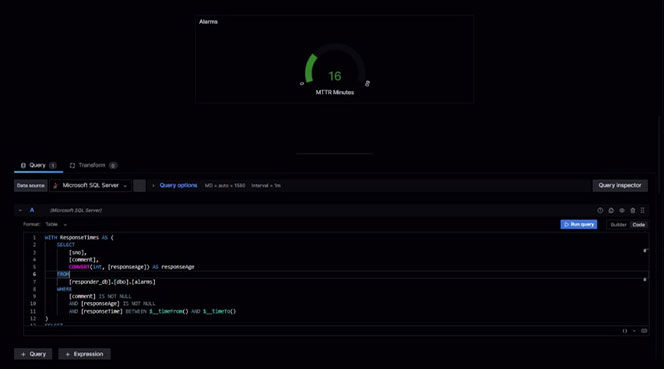 Alarms
16
MTTR Minutes
Query 1 Transform 0
Data source Microsoft SQL Server Query options MD = auto = 1560 Interval = 1m Query inspector
A (Microsoft SQL Server)
Format: Table Run query Builder Code
1 WITH ResponseTimes AS (
2 SELECT
3 [sno],
4 [comment],
5 CONVERT(int, [responseAge]) AS responseAge
6 FROM
7 [responder_db].[dbo].[alarms]
8 WHERE
9 [comment] IS NOT NULL
10 AND [responseAge] IS NOT NULL
11 AND [responseTime] BETWEEN $__timeFrom() AND $__timeTo()
12 )
13 SELECT
+ Query + Expression